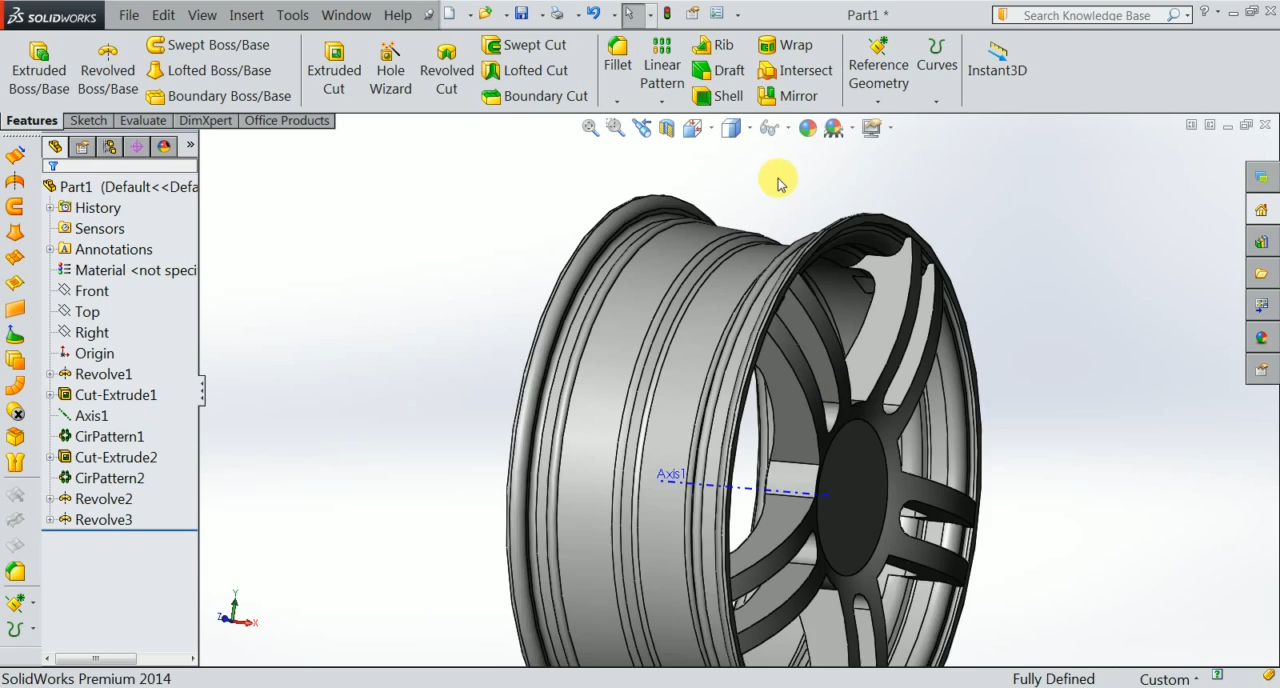 SOLIDWORKS File Edit View Insert Tools Window Help Part1 * Search Knowledge Base ?
Extruded Boss/Base
Revolved Boss/Base
Swept Boss/Base
Lofted Boss/Base
Boundary Boss/Base
Extruded Cut
Hole Wizard
Revolved Cut
Swept Cut
Lofted Cut
Boundary Cut
Fillet
Linear Pattern
Rib
Draft
Shell
Wrap
Intersect
Mirror
Reference Geometry
Curves
Instant3D
Features Sketch Evaluate DimXpert Office Products
Part1 (Default<<Defa
History
Sensors
Annotations
Material <not speci
Front
Top
Right
Origin
Revolve1
Cut-Extrude1
Axis1
CirPattern1
Cut-Extrude2
CirPattern2
Revolve2
Revolve3
Axis1
Y
Z
X
SolidWorks Premium 2014 Fully Defined Custom